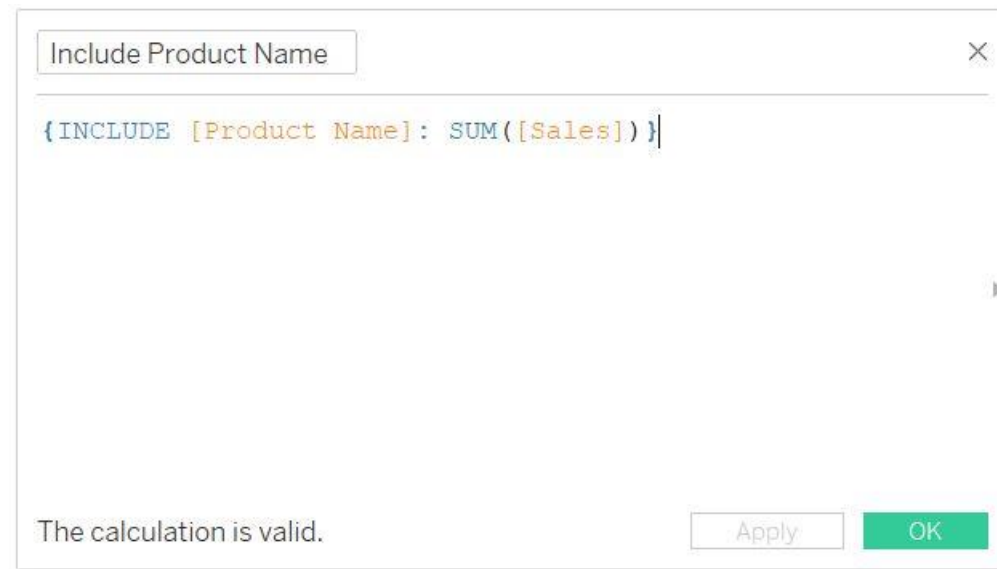 Include Product Name
{INCLUDE [Product Name]: SUM([Sales])}
The calculation is valid.
Apply
OK